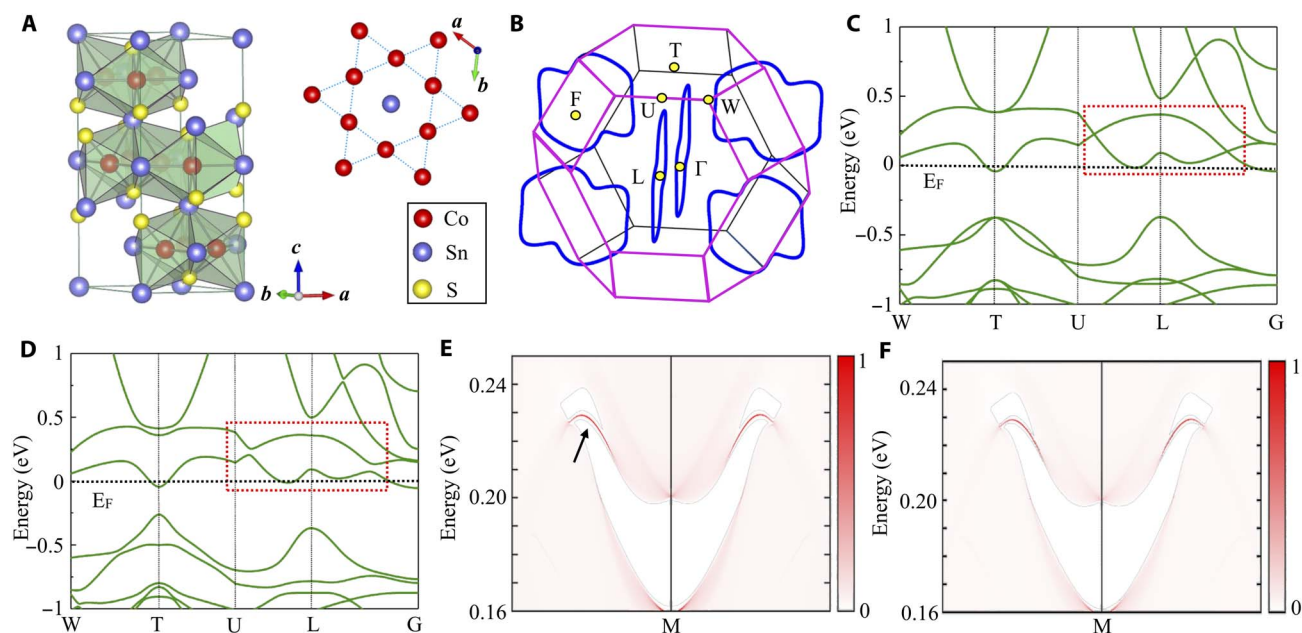 A
a
b
Co
Sn
S
c
b
a
B
T
F
U
W
L
Γ
C
1
0.5
0
−0.5
−1
Energy (eV)
E_F
W T U L G
D
1
0.5
0
−0.5
−1
Energy (eV)
E_F
W T U L G
E
0.24
0.20
0.16
Energy (eV)
M
1
0
F
0.24
0.20
0.16
Energy (eV)
M
1
0